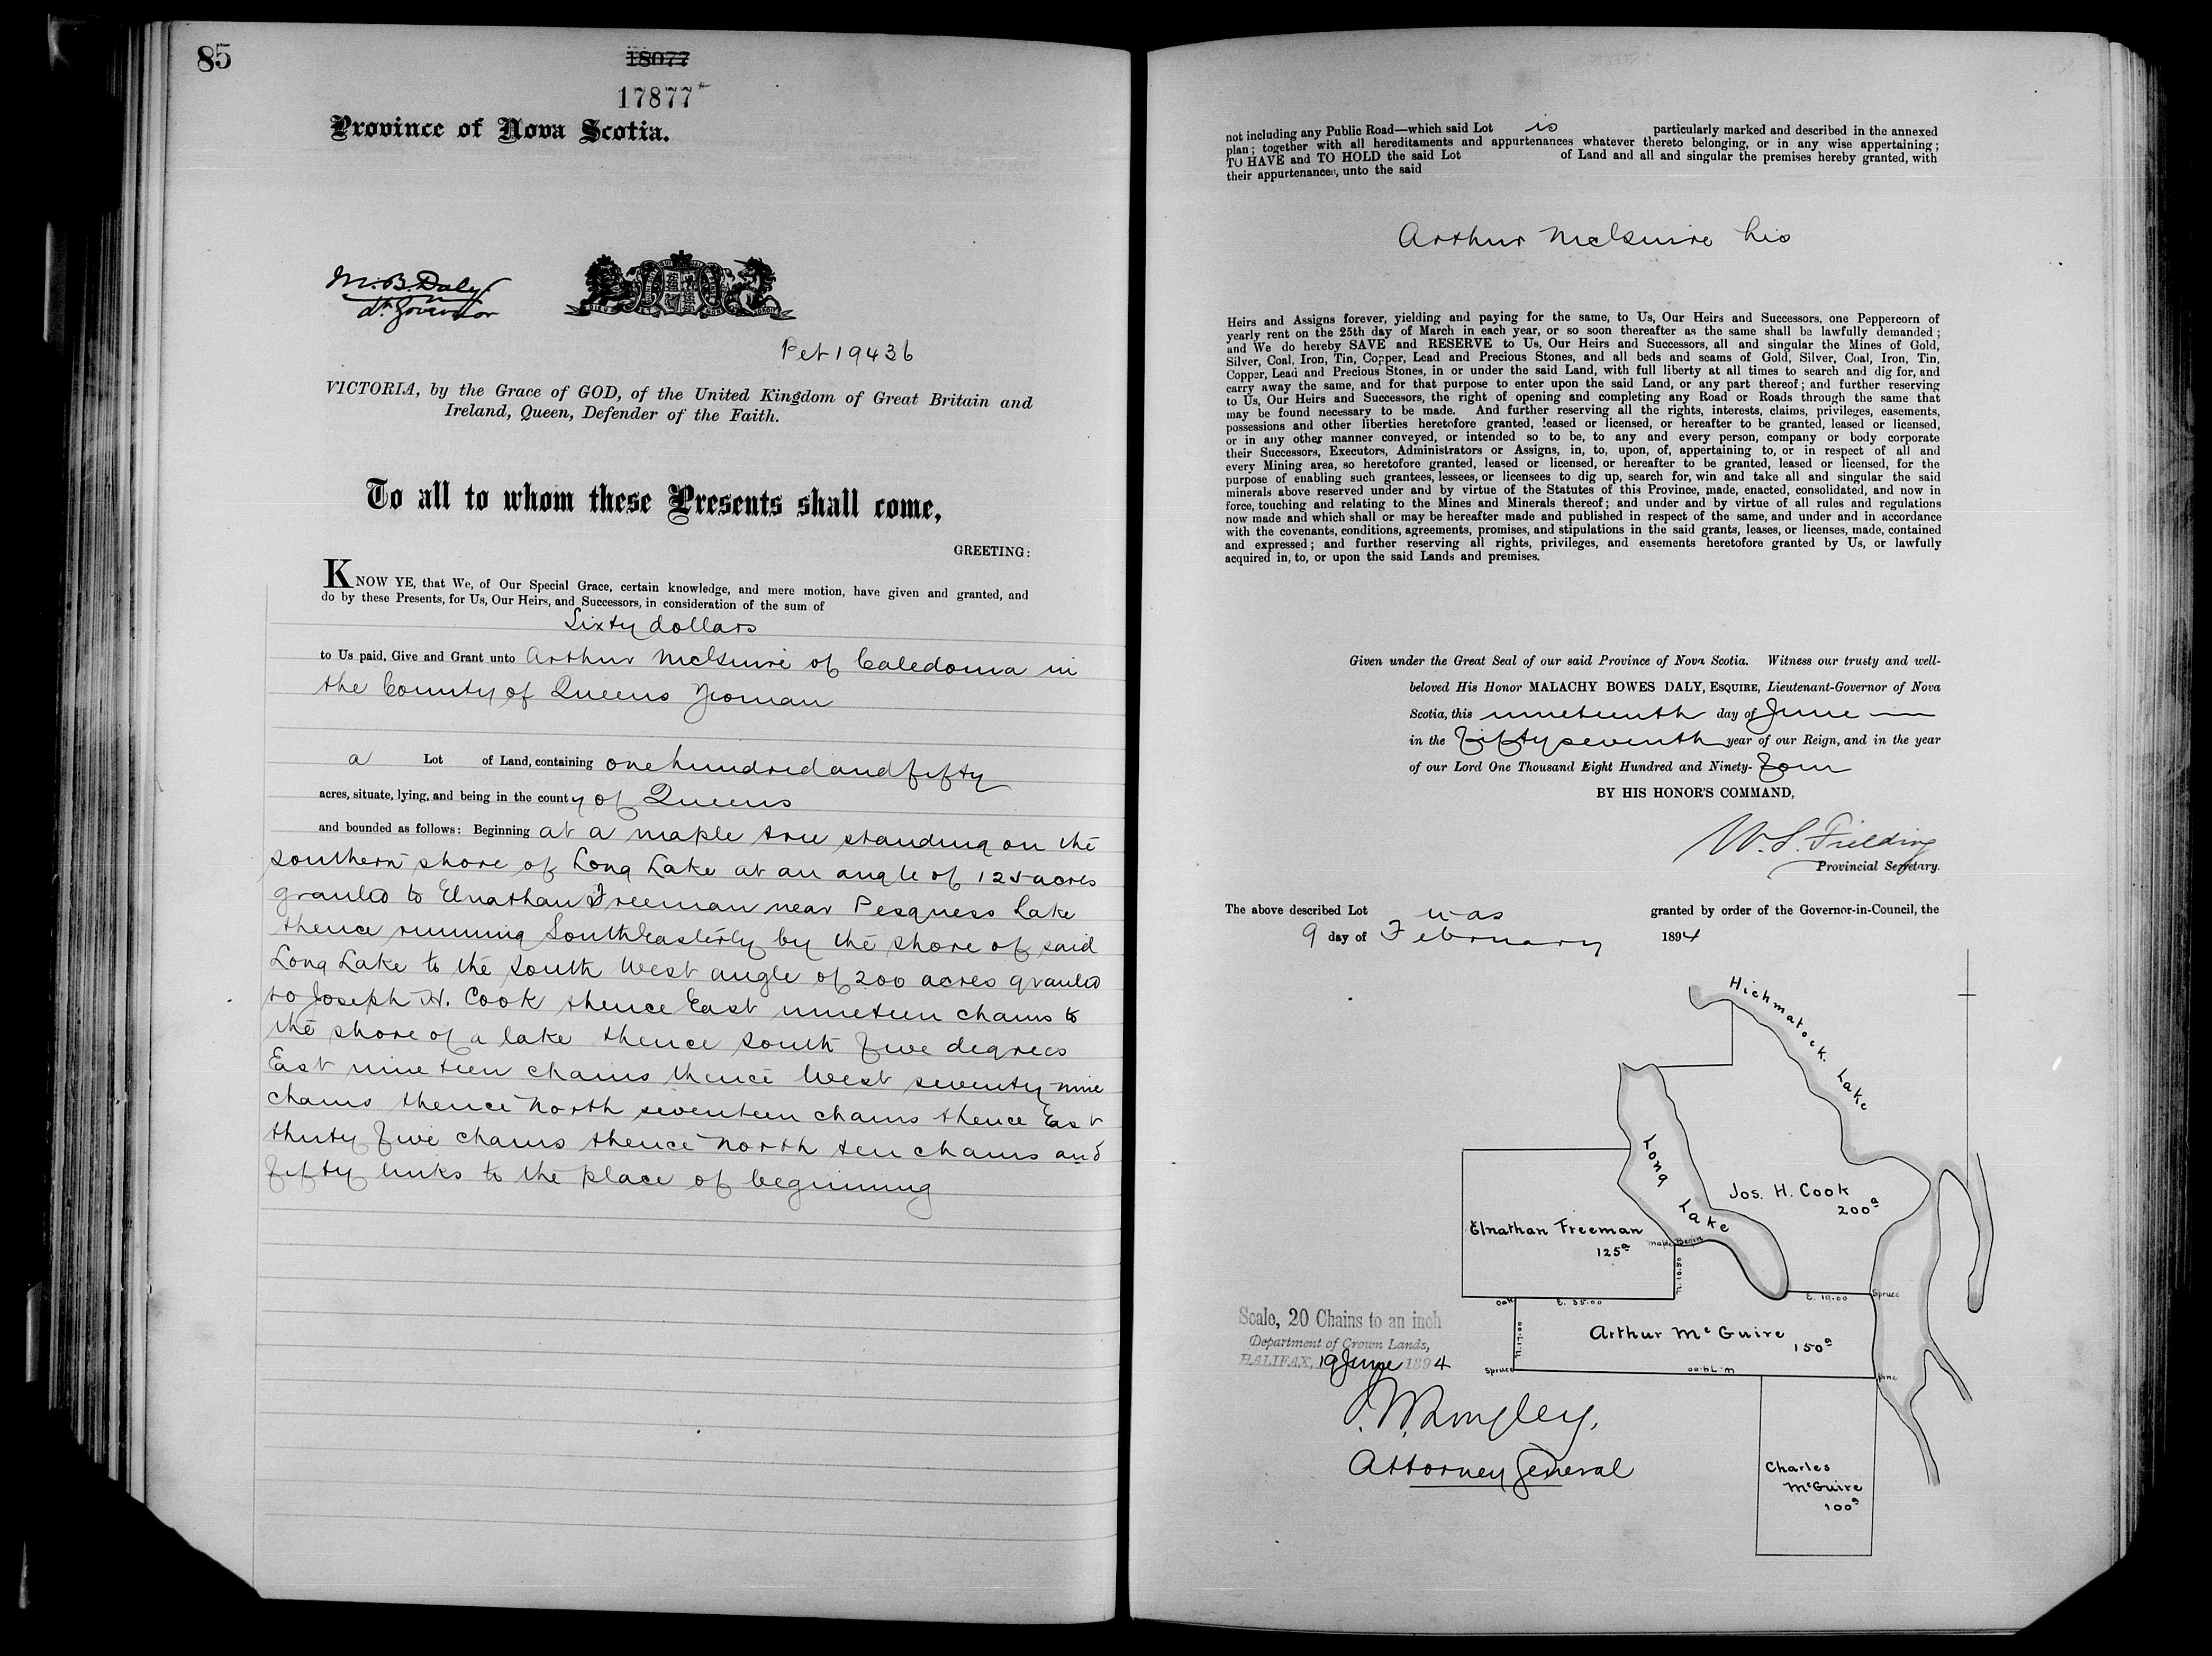 85
18077
17877
Province of Nova Scotia.
M. B. Daly
Lt Governor
Pet 19436
VICTORIA, by the Grace of GOD, of the United Kingdom of Great Britain and
Ireland, Queen, Defender of the Faith.
To all to whom these Presents shall come,
GREETING:
KNOW YE, that We, of Our Special Grace, certain knowledge, and mere motion, have given and granted, and
do by these Presents, for Us, Our Heirs, and Successors, in consideration of the sum of
Sixty dollars
to Us paid, Give and Grant unto Arthur McGuire of Caledonia in
the County of Queens Yeoman
a Lot of Land, containing one hundred and fifty
acres, situate, lying, and being in the county of Queens
and bounded as follows: Beginning at a maple tree standing on the
Southern shore of Long Lake at an angle of 125 acres
granted to Elnathan Freeman near Pesquess Lake
thence running South Easterly by the shore of said
Long Lake to the South West angle of 200 acres granted
to Joseph H. Cook thence East nineteen chains to
the shore of a lake thence South five degrees
East nineteen chains thence West seventy nine
chains thence North seventeen chains thence East
thirty five chains thence North ten chains and
fifty links to the place of beginning
not including any Public Road—which said Lot is particularly marked and described in the annexed
plan; together with all hereditaments and appurtenances whatever thereto belonging, or in any wise appertaining;
TO HAVE and TO HOLD the said Lot of Land and all and singular the premises hereby granted, with
their appurtenances, unto the said
Arthur McGuire his
Heirs and Assigns forever, yielding and paying for the same, to Us, Our Heirs and Successors, one Peppercorn of
yearly rent on the 25th day of March in each year, or so soon thereafter as the same shall be lawfully demanded;
and We do hereby SAVE and RESERVE to Us, Our Heirs and Successors, all and singular the Mines of Gold,
Silver, Coal, Iron, Tin, Copper, Lead and Precious Stones, and all beds and seams of Gold, Silver, Coal, Iron, Tin,
Copper, Lead and Precious Stones, in or under the said Land, with full liberty at all times to search and dig for, and
carry away the same, and for that purpose to enter upon the said Land, or any part thereof; and further reserving
to Us, Our Heirs and Successors, the right of opening and completing any Road or Roads through the same that
may be found necessary to be made. And further reserving all the rights, interests, claims, privileges, easements,
possessions and other liberties heretofore granted, leased or licensed, or hereafter to be granted, leased or licensed,
or in any other manner conveyed, or intended so to be, to any and every person, company or body corporate
their Successors, Executors, Administrators or Assigns, in, to, upon, of, appertaining to, or in respect of all and
every Mining area, so heretofore granted, leased or licensed, or hereafter to be granted, leased or licensed, for the
purpose of enabling such grantees, lessees, or licensees to dig up, search for, win and take all and singular the said
minerals above reserved under and by virtue of the Statutes of this Province, made, enacted, consolidated, and now in
force, touching and relating to the Mines and Minerals thereof; and under and by virtue of all rules and regulations
now made and which shall or may be hereafter made and published in respect of the same, and under and in accordance
with the covenants, conditions, agreements, promises, and stipulations in the said grants, leases, or licenses, made, contained
and expressed; and further reserving all rights, privileges, and easements heretofore granted by Us, or lawfully
acquired in, to, or upon the said Lands and premises.
Given under the Great Seal of our said Province of Nova Scotia. Witness our trusty and well-
beloved His Honor MALACHY BOWES DALY, ESQUIRE, Lieutenant-Governor of Nova
Scotia, this nineteenth day of June
in the Fifty seventh year of our Reign, and in the year
of our Lord One Thousand Eight Hundred and Ninety-Four
BY HIS HONOR'S COMMAND,
W. S. Fielding
Provincial Secretary.
The above described Lot was granted by order of the Governor-in-Council, the
9 day of February 1894
Hichmatock. Lake
Long Lake
Jos. H. Cook
200a
Elnathan Freeman
125a
maple Begin
N. 10.50
Oak
E. 35.00
E. 19.00
Spruce
Scale, 20 Chains to an inch
Department of Crown Lands,
HALIFAX, 19 June 1894
N. 17.00
Arthur McGuire
150a
Spruce
W. 79.00
Pine
J. W. Longley,
Attorney General
Charles
McGuire
100a